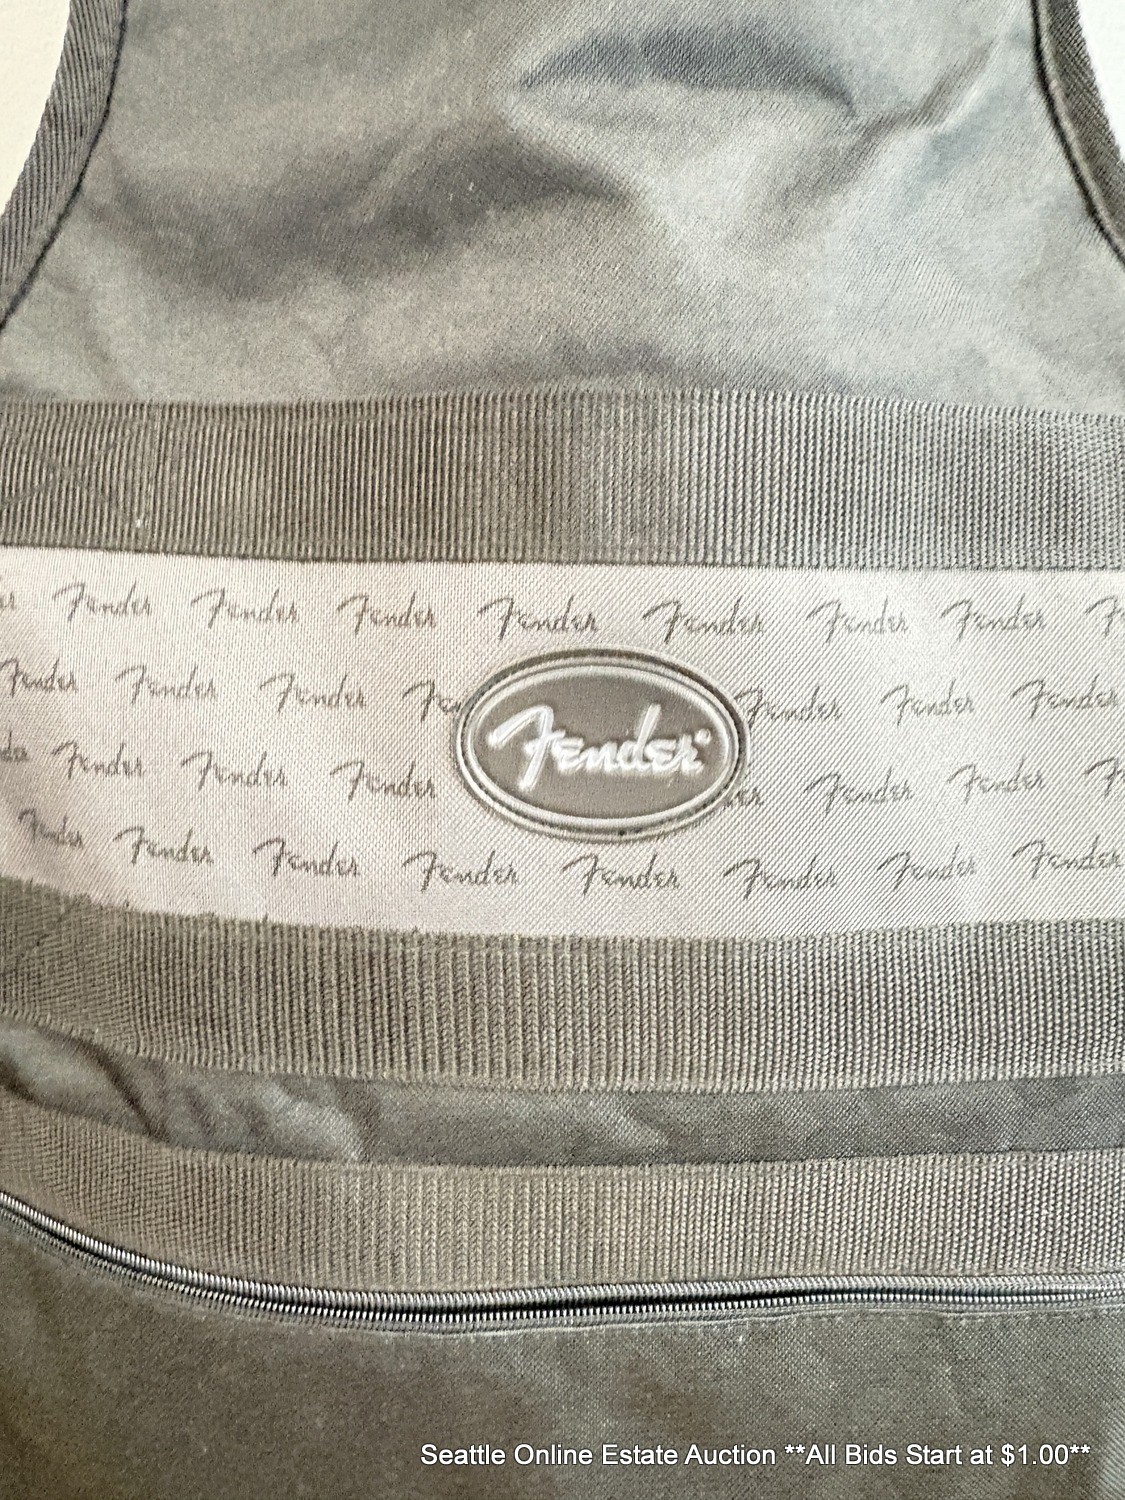 Fender Fender Fender Fender Fender Fender Fender
Fender Fender Fender Fender Fender Fender
Fender®
Fender Fender Fender Fender Fender
Fender Fender Fender Fender Fender Fender Fender Fender
Seattle Online Estate Auction **All Bids Start at $1.00**